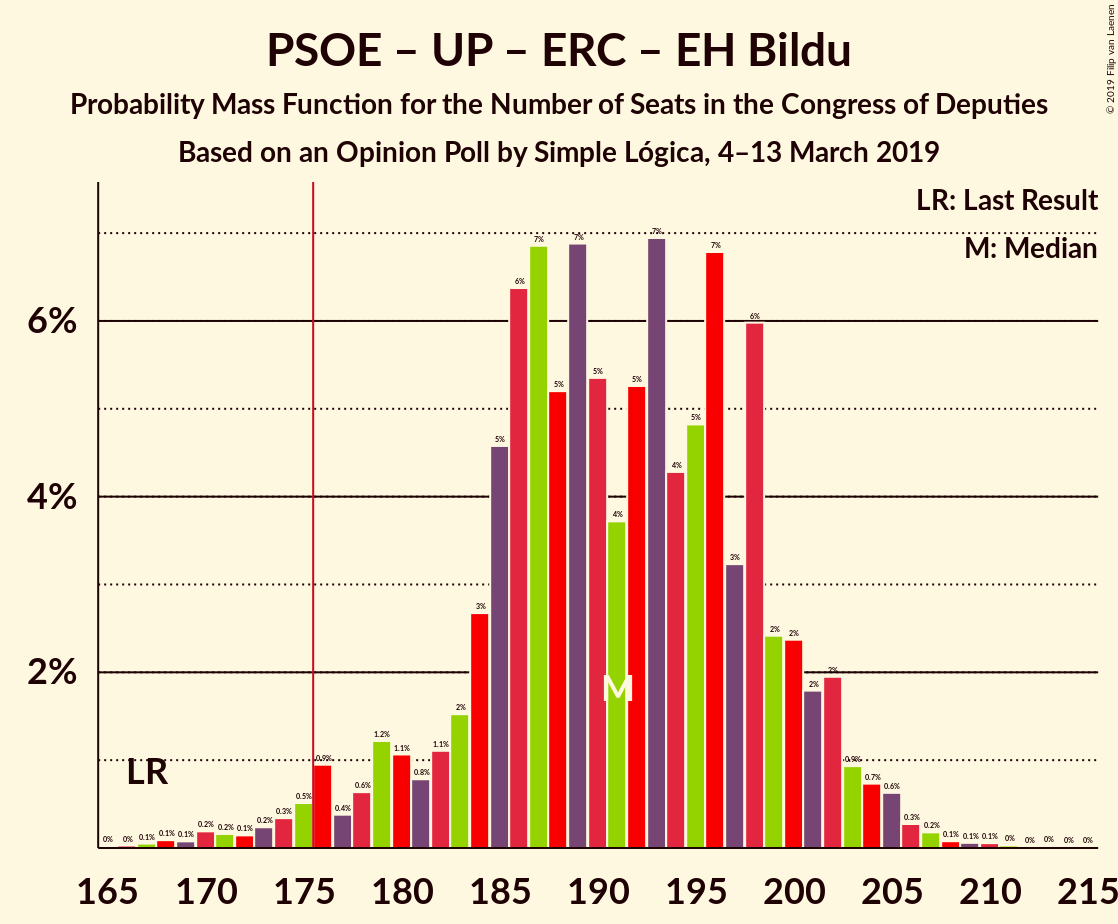 PSOE – UP – ERC – EH Bildu
Probability Mass Function for the Number of Seats in the Congress of Deputies
Based on an Opinion Poll by Simple Lógica, 4–13 March 2019
© 2019 Filip van Laenen
LR: Last Result
M: Median
6%
4%
2%
0% 0% 0.1% 0.1% 0.1% 0.2% 0.2% 0.1% 0.2% 0.3% 0.5% 0.9% 0.4% 0.6% 1.2% 1.1% 0.8% 1.1% 2% 3% 5% 6% 7% 5% 7% 5% 4% 5% 7% 4% 5% 7% 3% 6% 2% 2% 2% 2% 0.9% 0.7% 0.6% 0.3% 0.2% 0.1% 0.1% 0.1% 0% 0% 0% 0% 0%
LR
M
165 170 175 180 185 190 195 200 205 210 215